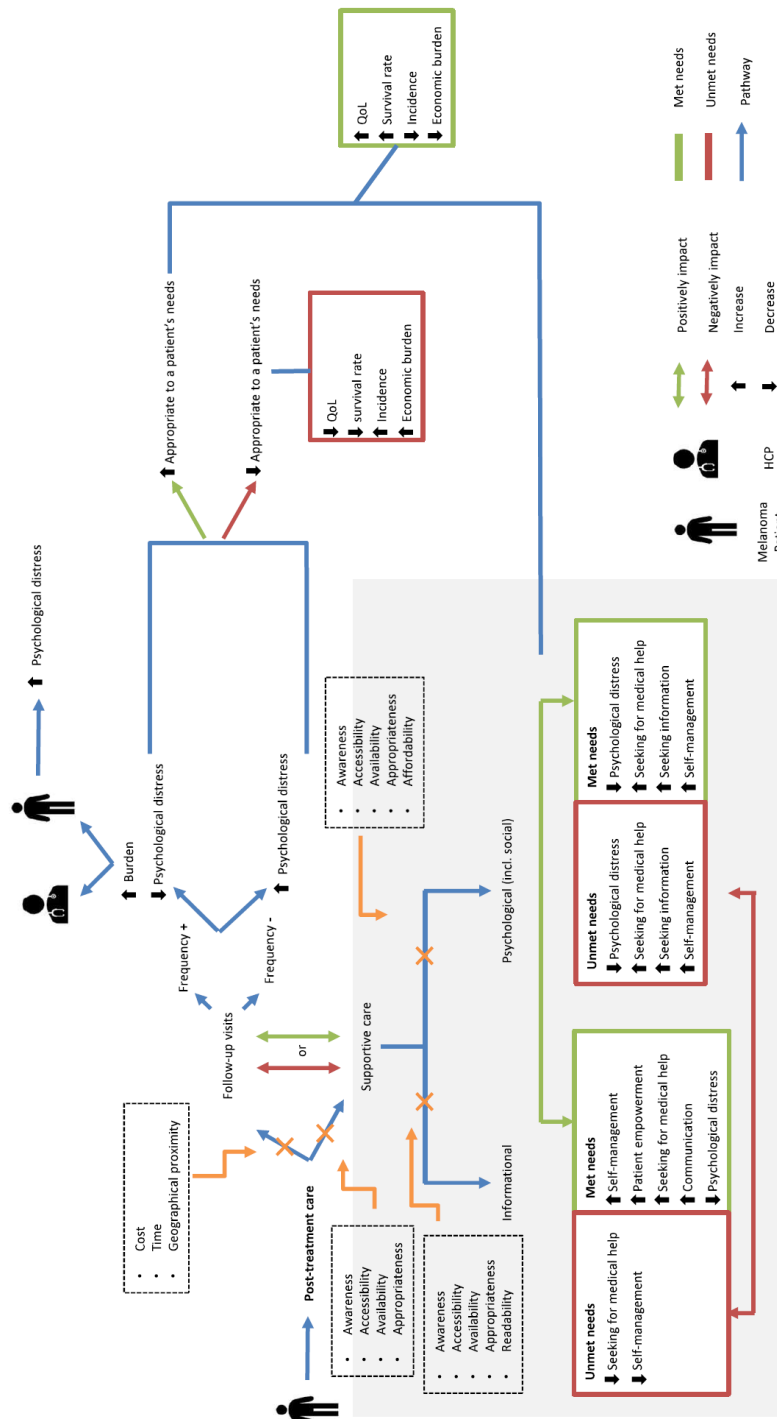 Psychological distress
Burden
Psychological distress
Frequency +
Frequency -
Psychological distress
Follow-up visits
or
Supportive care
• Cost
• Time
• Geographical proximity
Post-treatment care
• Awareness
• Accessibility
• Availability
• Appropriateness
• Awareness
• Accessibility
• Availability
• Appropriateness
• Readability
• Awareness
• Accessibility
• Availability
• Appropriateness
• Affordability
Appropriate to a patient's needs
Appropriate to a patient's needs
QoL
survival rate
Incidence
Economic burden
QoL
Survival rate
Incidence
Economic burden
Informational
Psychological (incl. social)
Unmet needs
Seeking for medical help
Self-management
Met needs
Self-management
Patient empowerment
Seeking for medical help
Communication
Psychological distress
Unmet needs
Psychological distress
Seeking for medical help
Seeking information
Self-management
Met needs
Psychological distress
Seeking for medical help
Seeking information
Self-management
Melanoma
HCP
Positively impact
Negatively impact
Increase
Decrease
Met needs
Unmet needs
Pathway